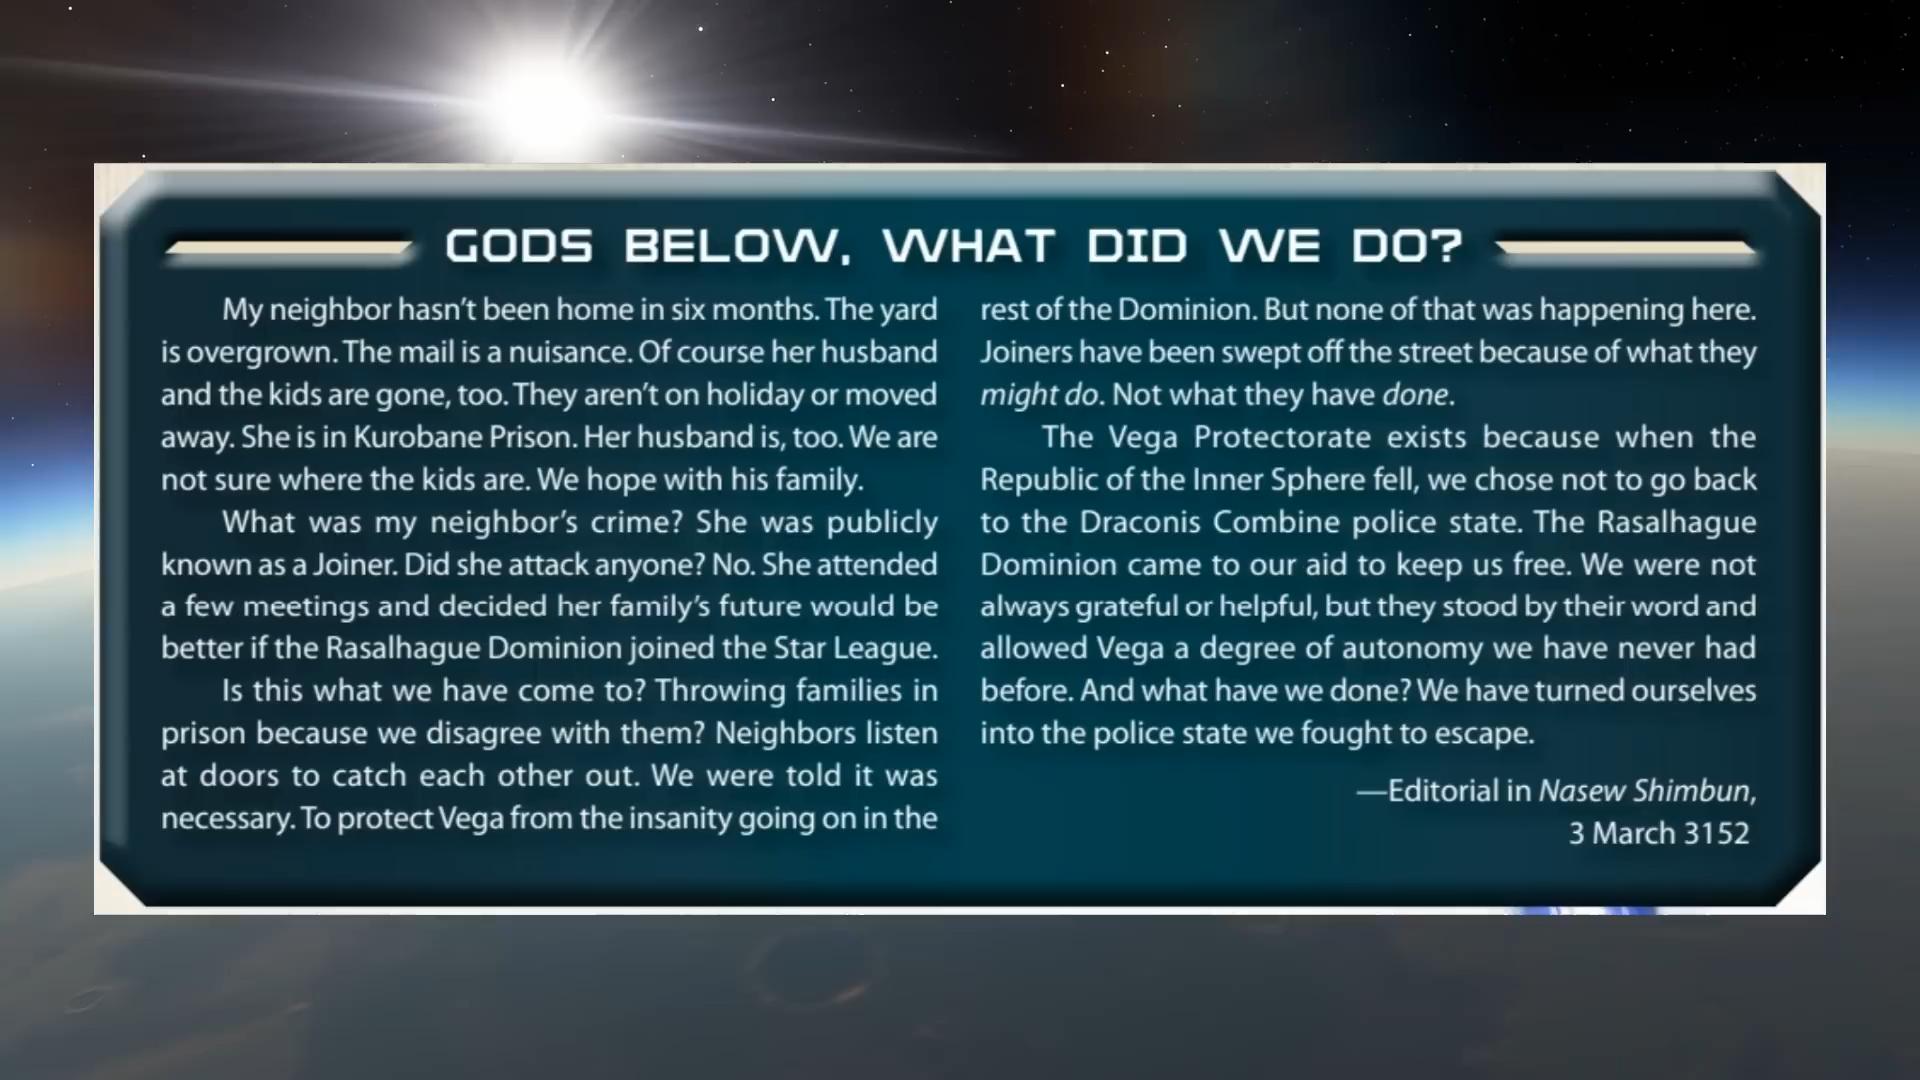 GODS BELOW, WHAT DID WE DO?
My neighbor hasn't been home in six months. The yard
is overgrown. The mail is a nuisance. Of course her husband
and the kids are gone, too. They aren't on holiday or moved
away. She is in Kurobane Prison. Her husband is, too. We are
not sure where the kids are. We hope with his family.
What was my neighbor's crime? She was publicly
known as a Joiner. Did she attack anyone? No. She attended
a few meetings and decided her family's future would be
better if the Rasalhague Dominion joined the Star League.
Is this what we have come to? Throwing families in
prison because we disagree with them? Neighbors listen
at doors to catch each other out. We were told it was
necessary. To protect Vega from the insanity going on in the
rest of the Dominion. But none of that was happening here.
Joiners have been swept off the street because of what they
might do. Not what they have done.
The Vega Protectorate exists because when the
Republic of the Inner Sphere fell, we chose not to go back
to the Draconis Combine police state. The Rasalhague
Dominion came to our aid to keep us free. We were not
always grateful or helpful, but they stood by their word and
allowed Vega a degree of autonomy we have never had
before. And what have we done? We have turned ourselves
into the police state we fought to escape.
—Editorial in Nasew Shimbun,
3 March 3152